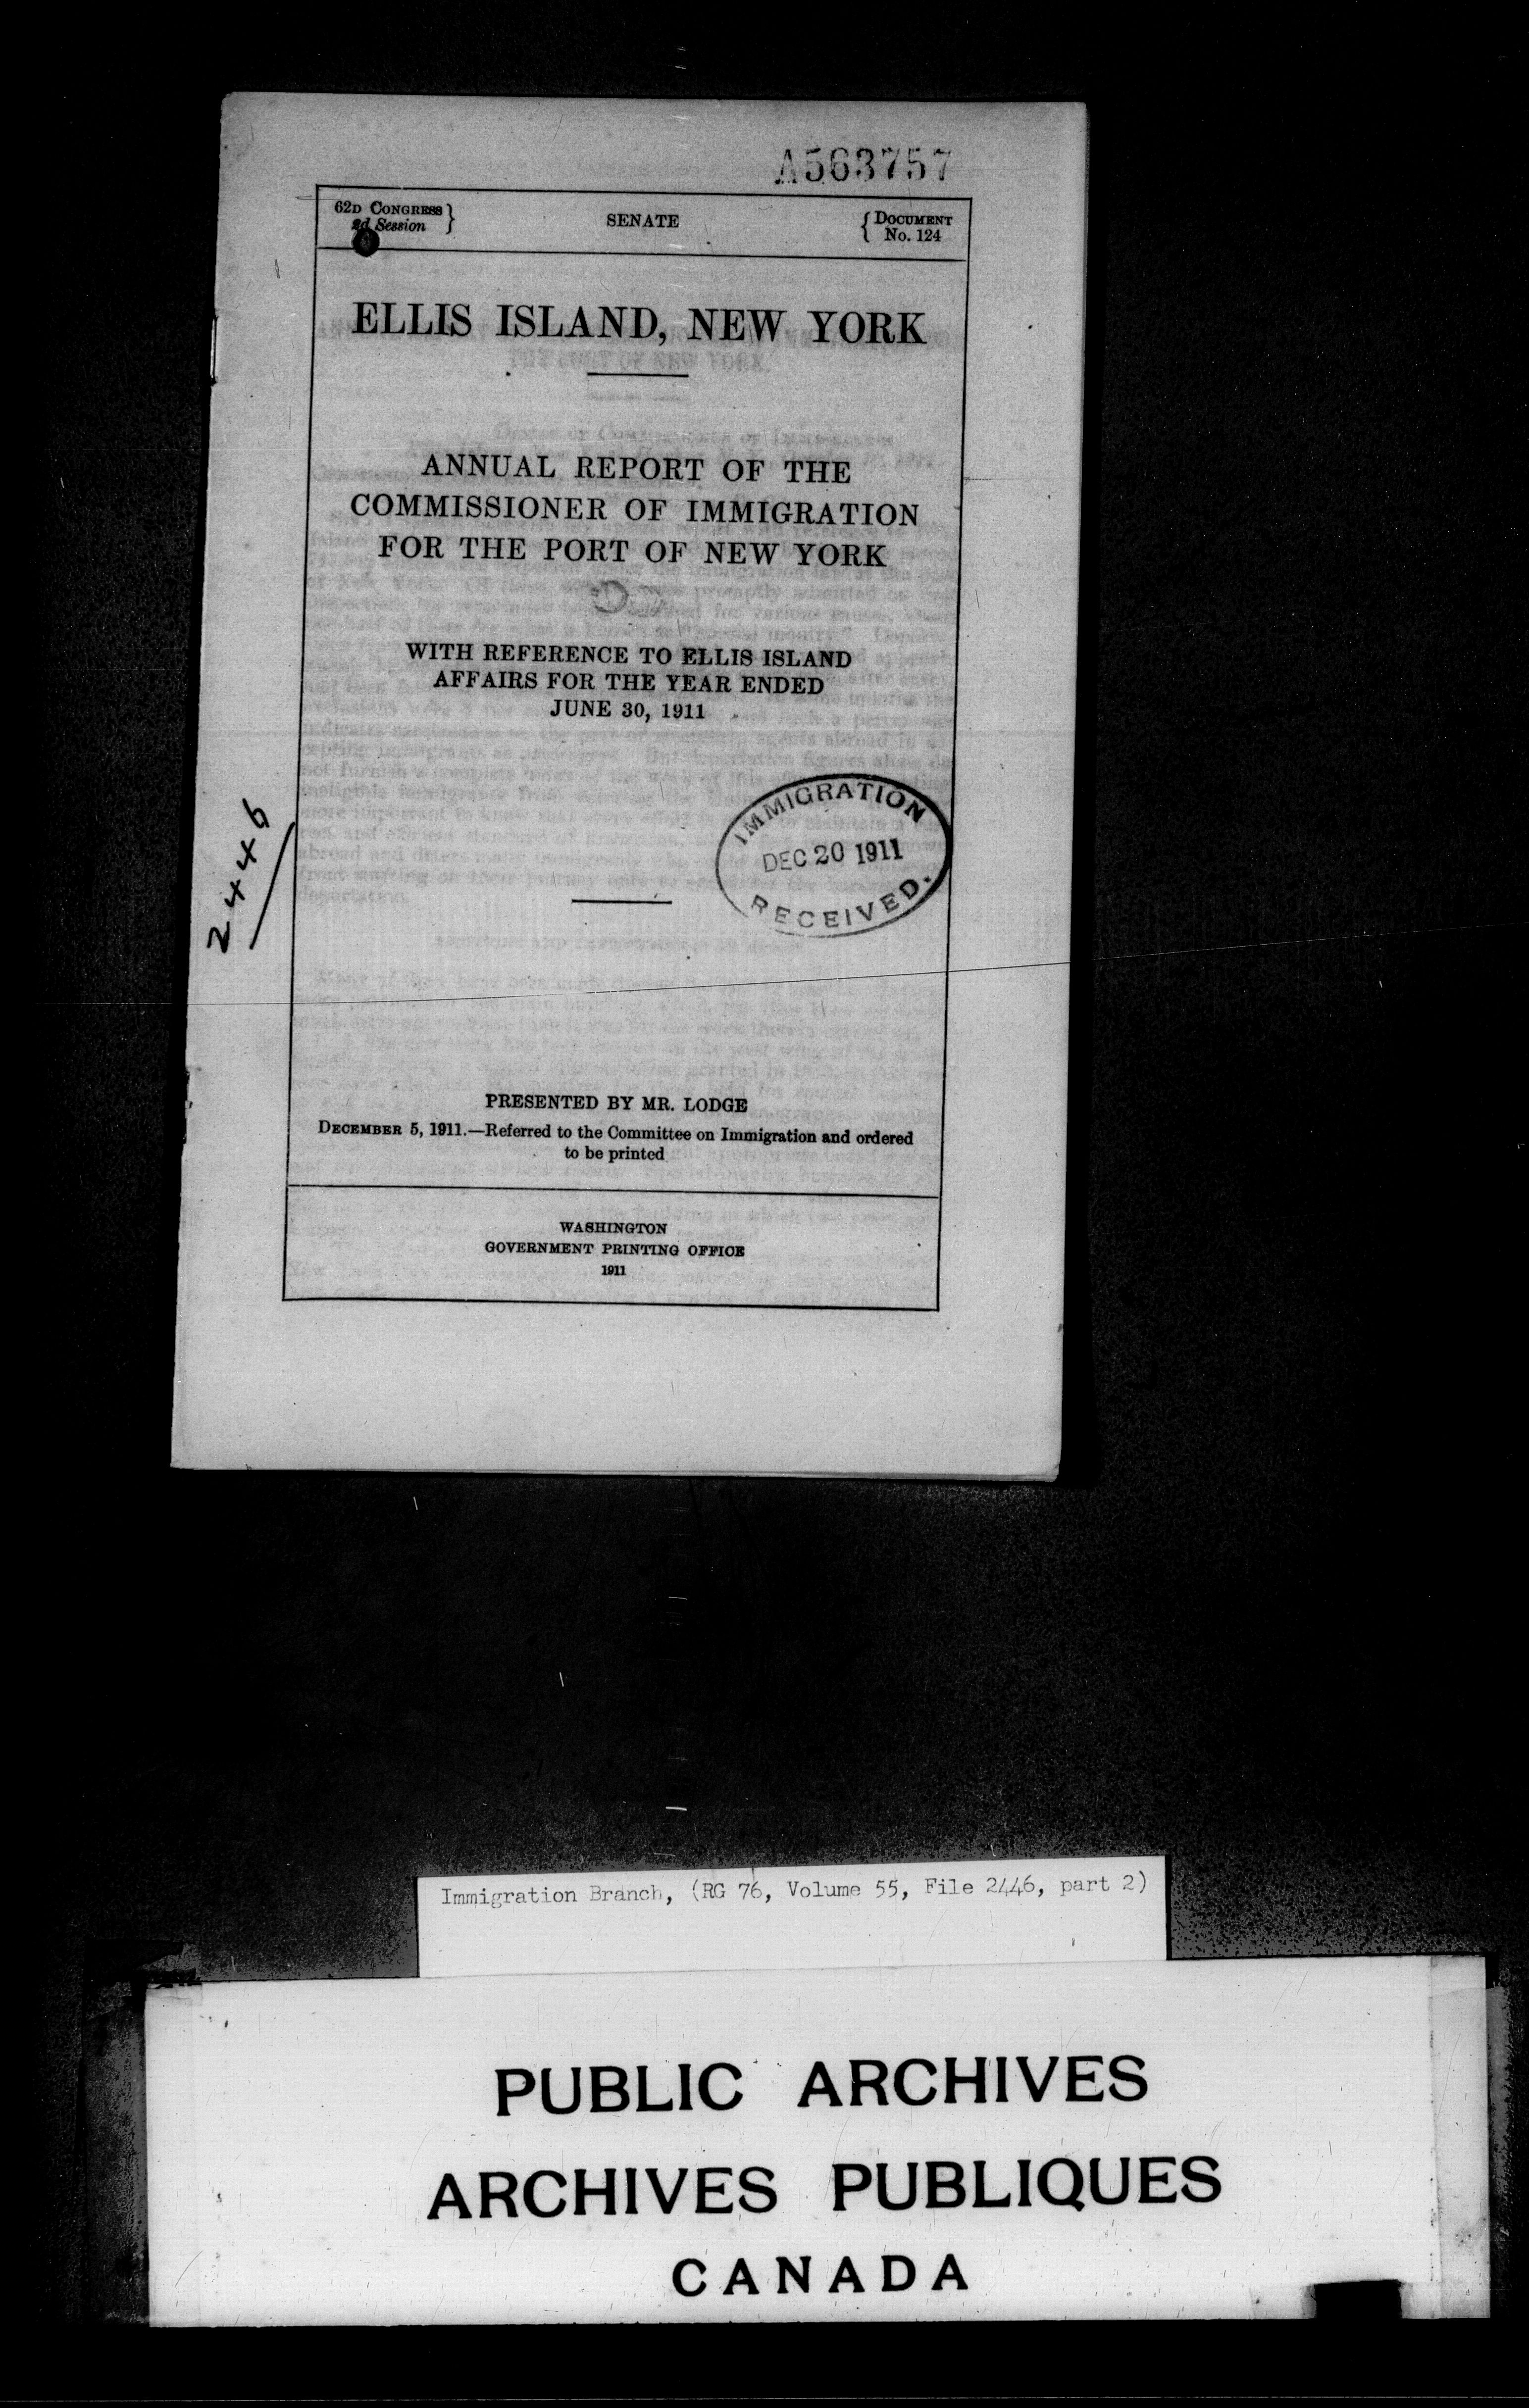 A563757
62D CONGRESS
2d Session
SENATE
DOCUMENT
No. 124
ELLIS ISLAND, NEW YORK
ANNUAL REPORT OF THE
COMMISSIONER OF IMMIGRATION
FOR THE PORT OF NEW YORK
WITH REFERENCE TO ELLIS ISLAND
AFFAIRS FOR THE YEAR ENDED
JUNE 30, 1911
2446
IMMIGRATION
DEC 20 1911
RECEIVED.
PRESENTED BY MR. LODGE
DECEMBER 5, 1911.—Referred to the Committee on Immigration and ordered
to be printed
WASHINGTON
GOVERNMENT PRINTING OFFICE
1911
Immigration Branch, (RG 76, Volume 55, File 2446, part 2)
PUBLIC ARCHIVES
ARCHIVES PUBLIQUES
CANADA